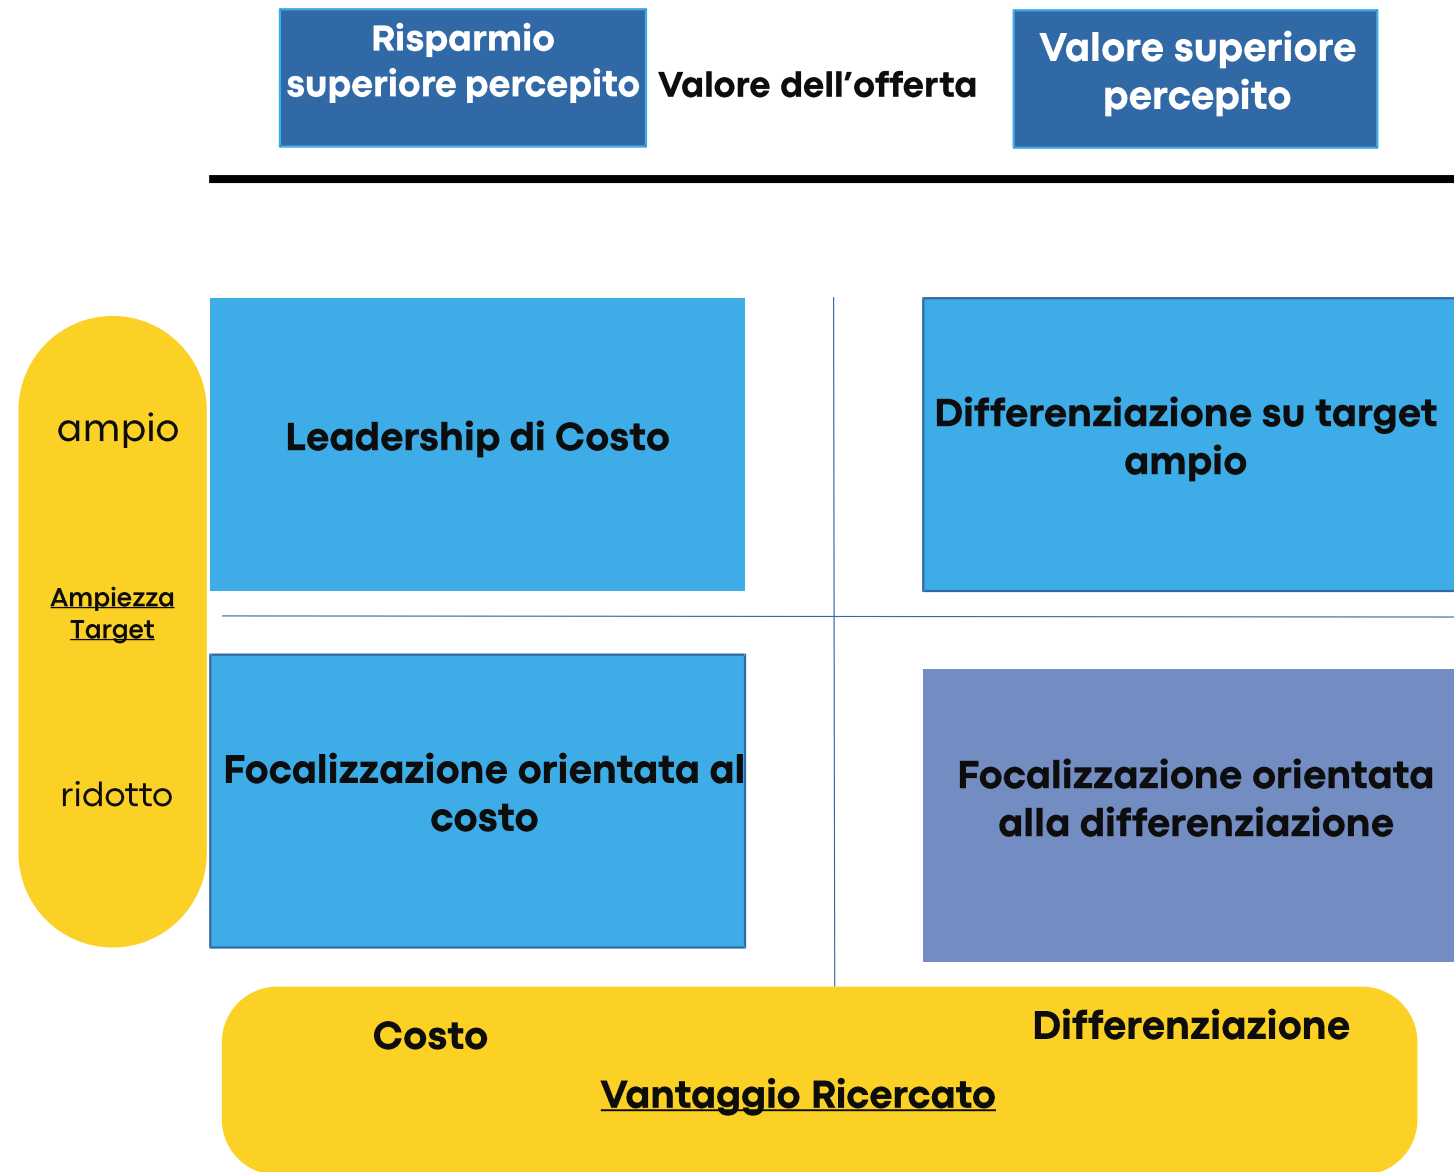 Risparmio
superiore percepito
Valore dell’offerta
Valore superiore
percepito
ampio
Leadership di Costo
Differenziazione su target
ampio
Ampiezza
Target
ridotto
Focalizzazione orientata al
costo
Focalizzazione orientata
alla differenziazione
Costo
Differenziazione
Vantaggio Ricercato